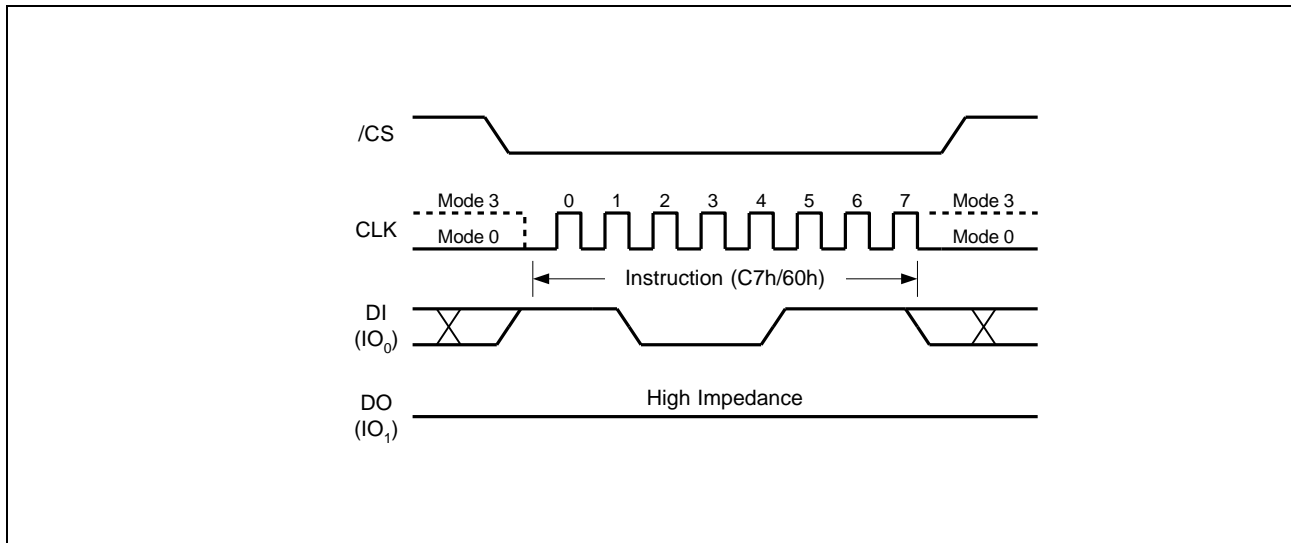 /CS
Mode 3 0 1 2 3 4 5 6 7 Mode 3
CLK
Mode 0 Mode 0
Instruction (C7h/60h)
DI
(IO0)
High Impedance
DO
(IO1)